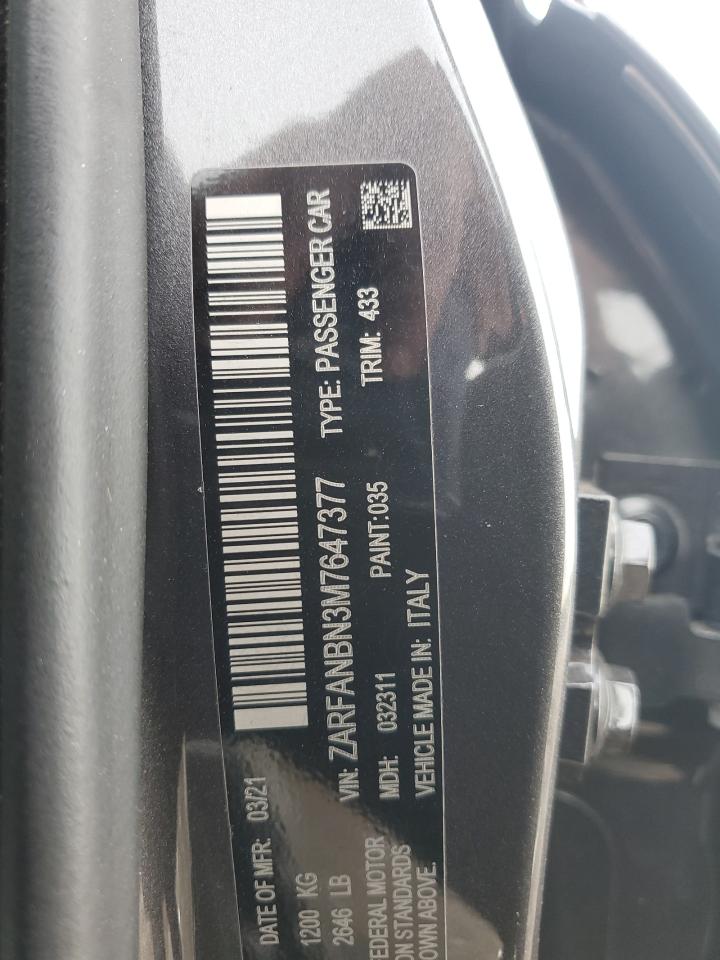 DATE OF MFR: 03/21
1200 KG
2646 LB
FEDERAL MOTOR
ON STANDARDS
OWN ABOVE.
VIN: ZARFANBN3M7647377 TYPE: PASSENGER CAR
MDH: 032311 PAINT:035 TRIM: 433
VEHICLE MADE IN: ITALY